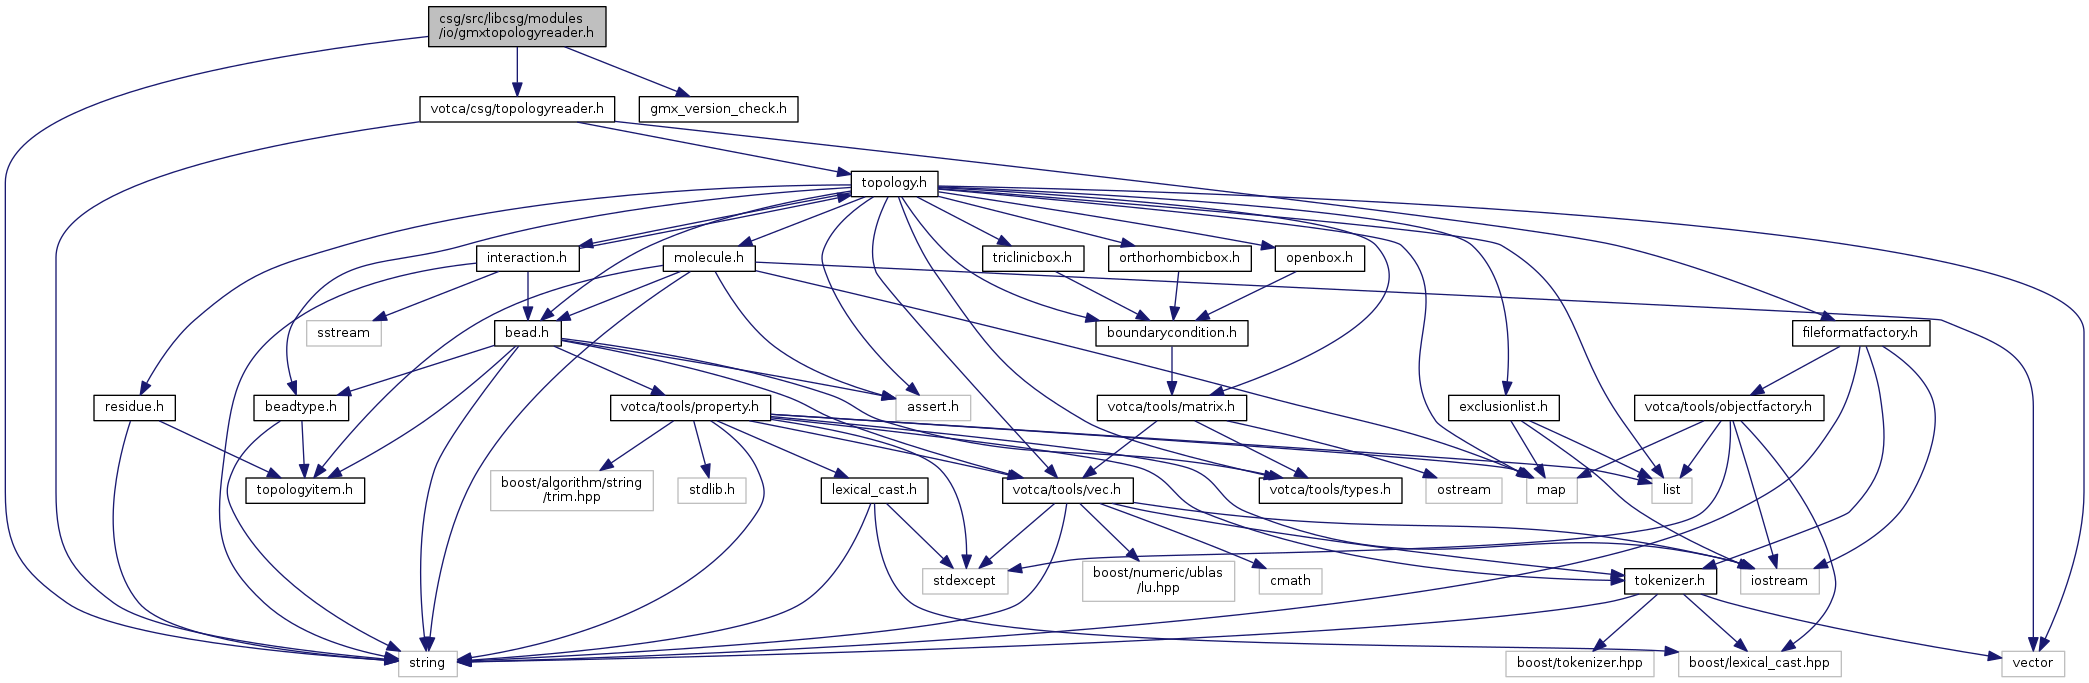 csg/src/libcsg/modules
/io/gmxtopologyreader.h
votca/csg/topologyreader.h
gmx_version_check.h
topology.h
interaction.h
molecule.h
triclinicbox.h
orthorhombicbox.h
openbox.h
sstream
bead.h
boundarycondition.h
fileformatfactory.h
residue.h
beadtype.h
votca/tools/property.h
assert.h
votca/tools/matrix.h
exclusionlist.h
votca/tools/objectfactory.h
topologyitem.h
boost/algorithm/string
/trim.hpp
stdlib.h
lexical_cast.h
votca/tools/vec.h
votca/tools/types.h
ostream
map
list
stdexcept
boost/numeric/ublas
/lu.hpp
cmath
tokenizer.h
iostream
string
boost/tokenizer.hpp
boost/lexical_cast.hpp
vector